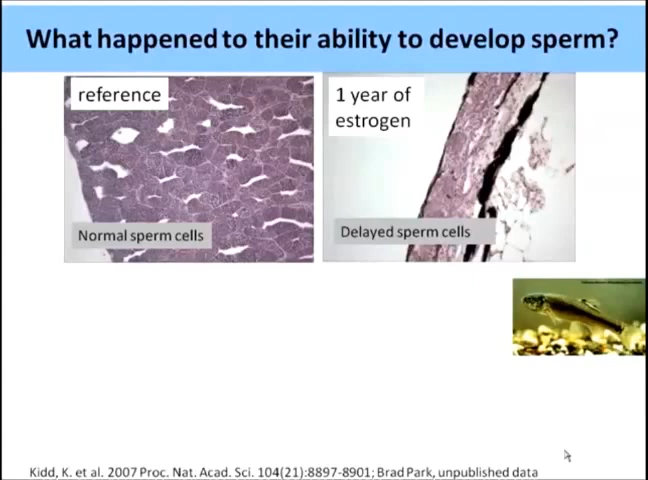 What happened to their ability to develop sperm?
reference
1 year of
estrogen
Normal sperm cells
Delayed sperm cells
Kidd, K. et al. 2007 Proc. Nat. Acad. Sci. 104(21):8897-8901; Brad Park, unpublished data